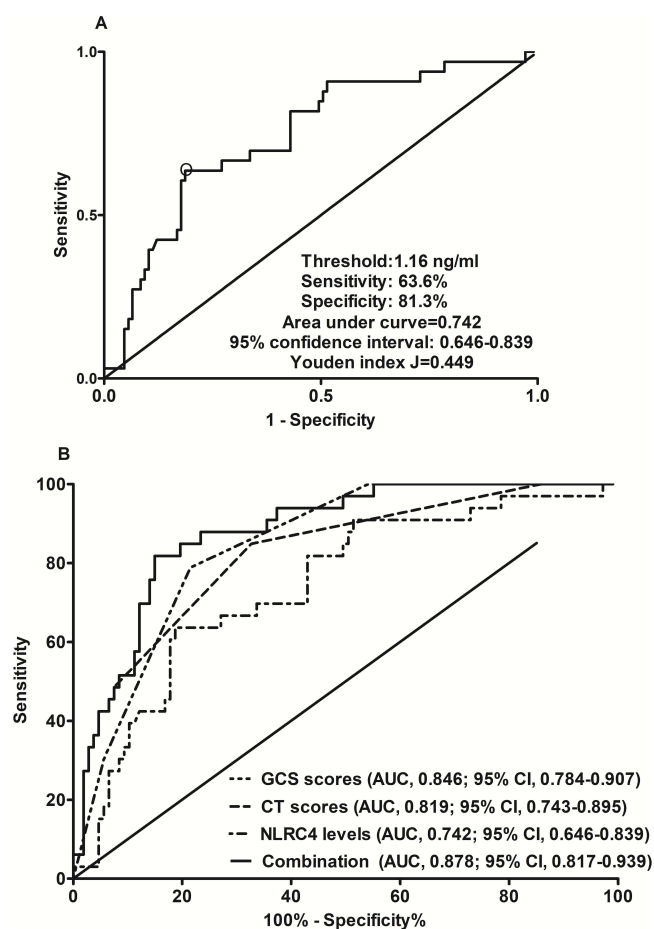 A
1.0
0.5
0.0
Sensitivity
Threshold:1.16 ng/ml
Sensitivity: 63.6%
Specificity: 81.3%
Area under curve=0.742
95% confidence interval: 0.646-0.839
Youden index J=0.449
0.0 0.5 1.0
1 - Specificity
B
100
80
60
40
20
0
Sensitivity
GCS scores (AUC, 0.846; 95% CI, 0.784-0.907)
CT scores (AUC, 0.819; 95% CI, 0.743-0.895)
NLRC4 levels (AUC, 0.742; 95% CI, 0.646-0.839)
Combination (AUC, 0.878; 95% CI, 0.817-0.939)
0 20 40 60 80 100
100% - Specificity%